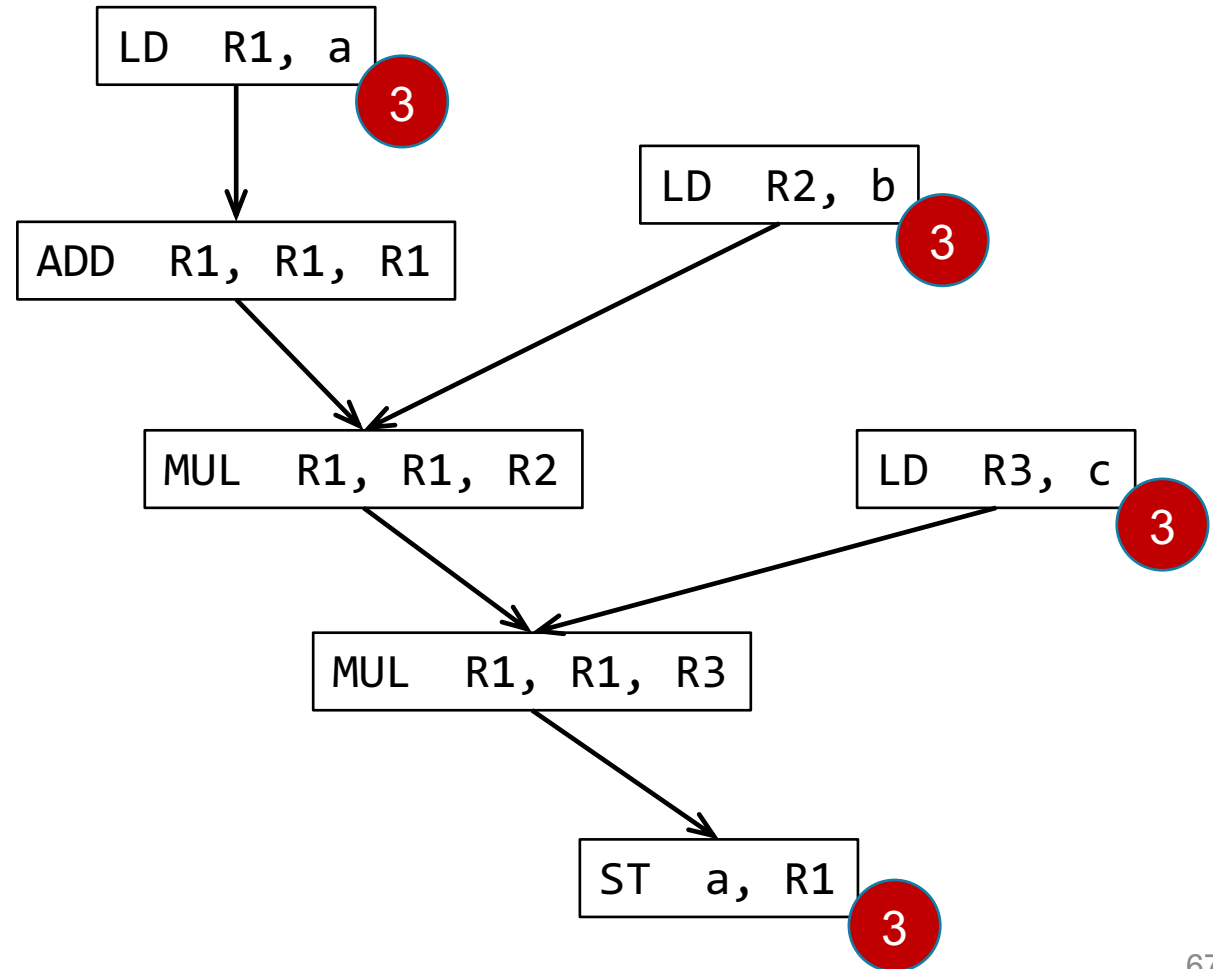 LD R1, a
3
LD R2, b
3
ADD R1, R1, R1
MUL R1, R1, R2
LD R3, c
3
MUL R1, R1, R3
ST a, R1
3
67